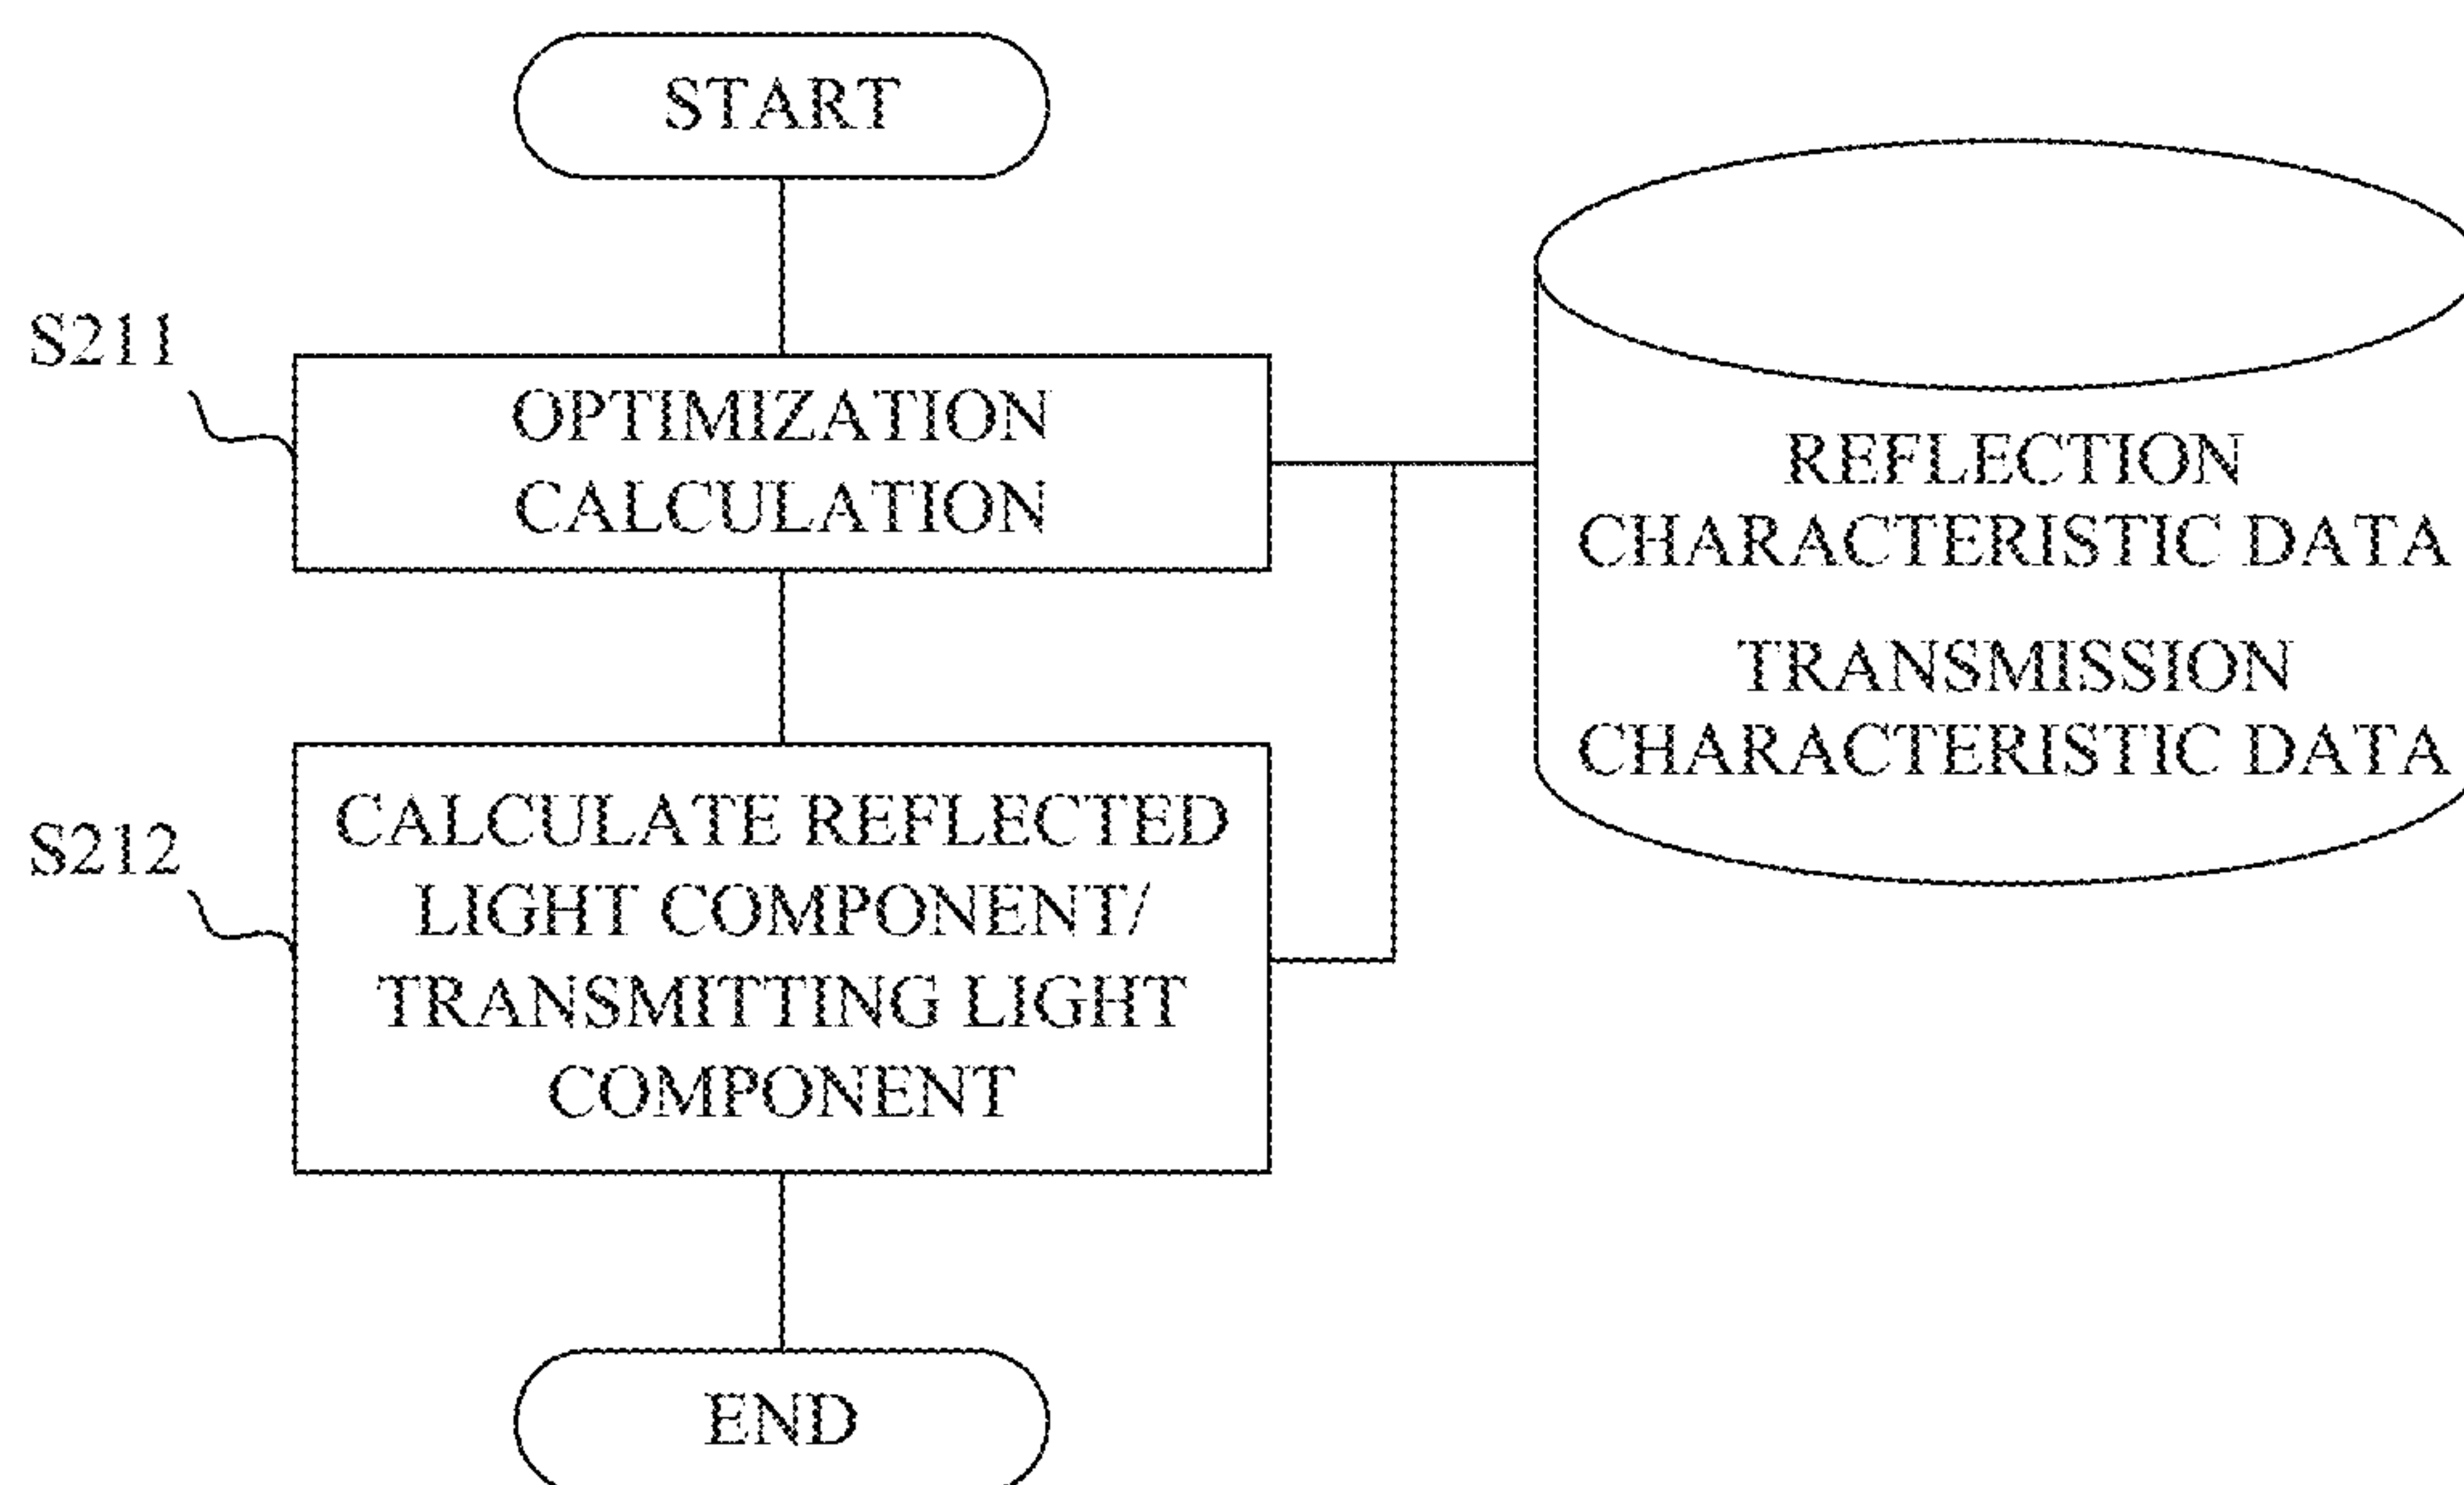 START
S211
OPTIMIZATION
CALCULATION
REFLECTION
CHARACTERISTIC DATA
TRANSMISSION
CHARACTERISTIC DATA
S212
CALCULATE REFLECTED
LIGHT COMPONENT/
TRANSMITTING LIGHT
COMPONENT
END